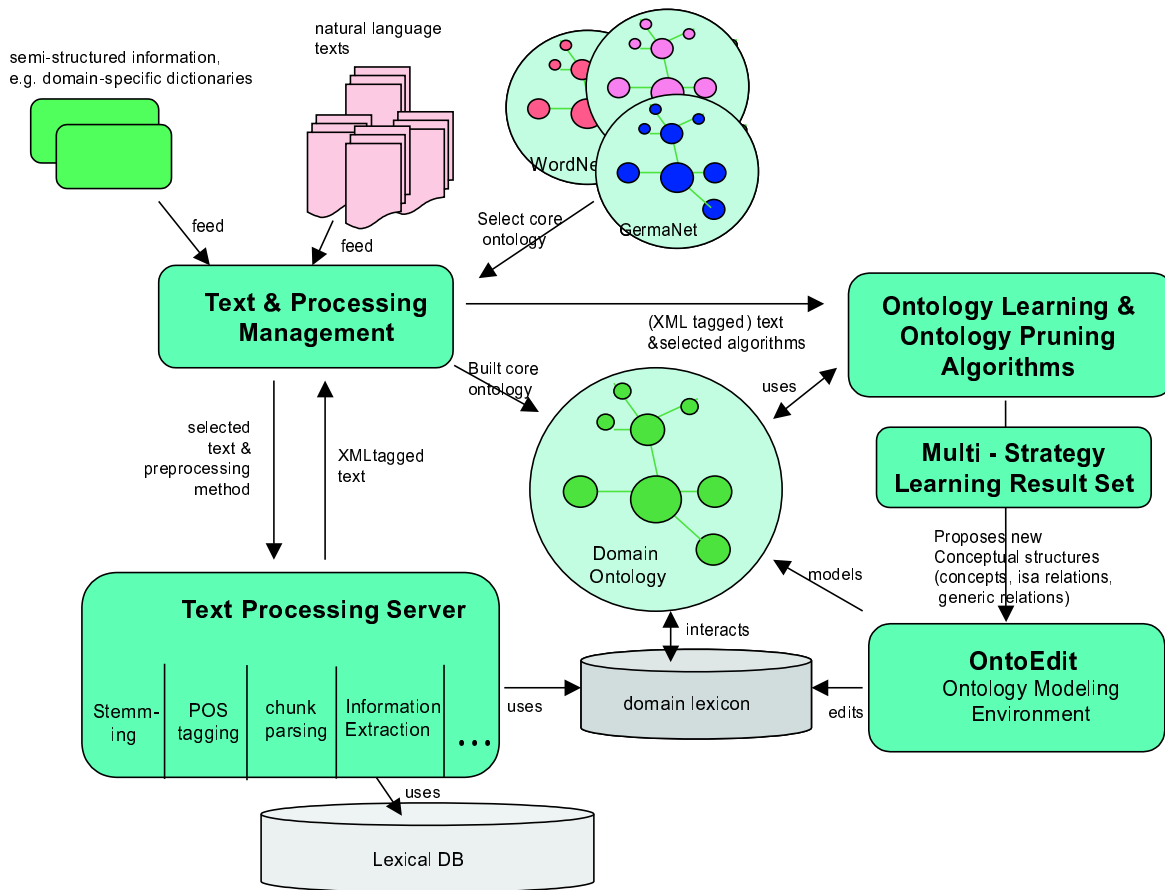 semi-structured information,
e.g. domain-specific dictionaries
natural language
texts
WordNe
GermaNet
feed
feed
Select core
ontology
Text & Processing
Management
Ontology Learning &
Ontology Pruning
Algorithms
(XML tagged) text
&selected algorithms
Built core
ontology
uses
selected
text &
preprocessing
method
XMLtagged
text
Multi - Strategy
Learning Result Set
Domain
Ontology
Proposes new
Conceptual structures
(concepts, isa relations,
generic relations)
models
Text Processing Server
Stemm-
ing
POS
tagging
chunk
parsing
Information
Extraction
...
interacts
uses
domain lexicon
edits
OntoEdit
Ontology Modeling
Environment
uses
Lexical DB